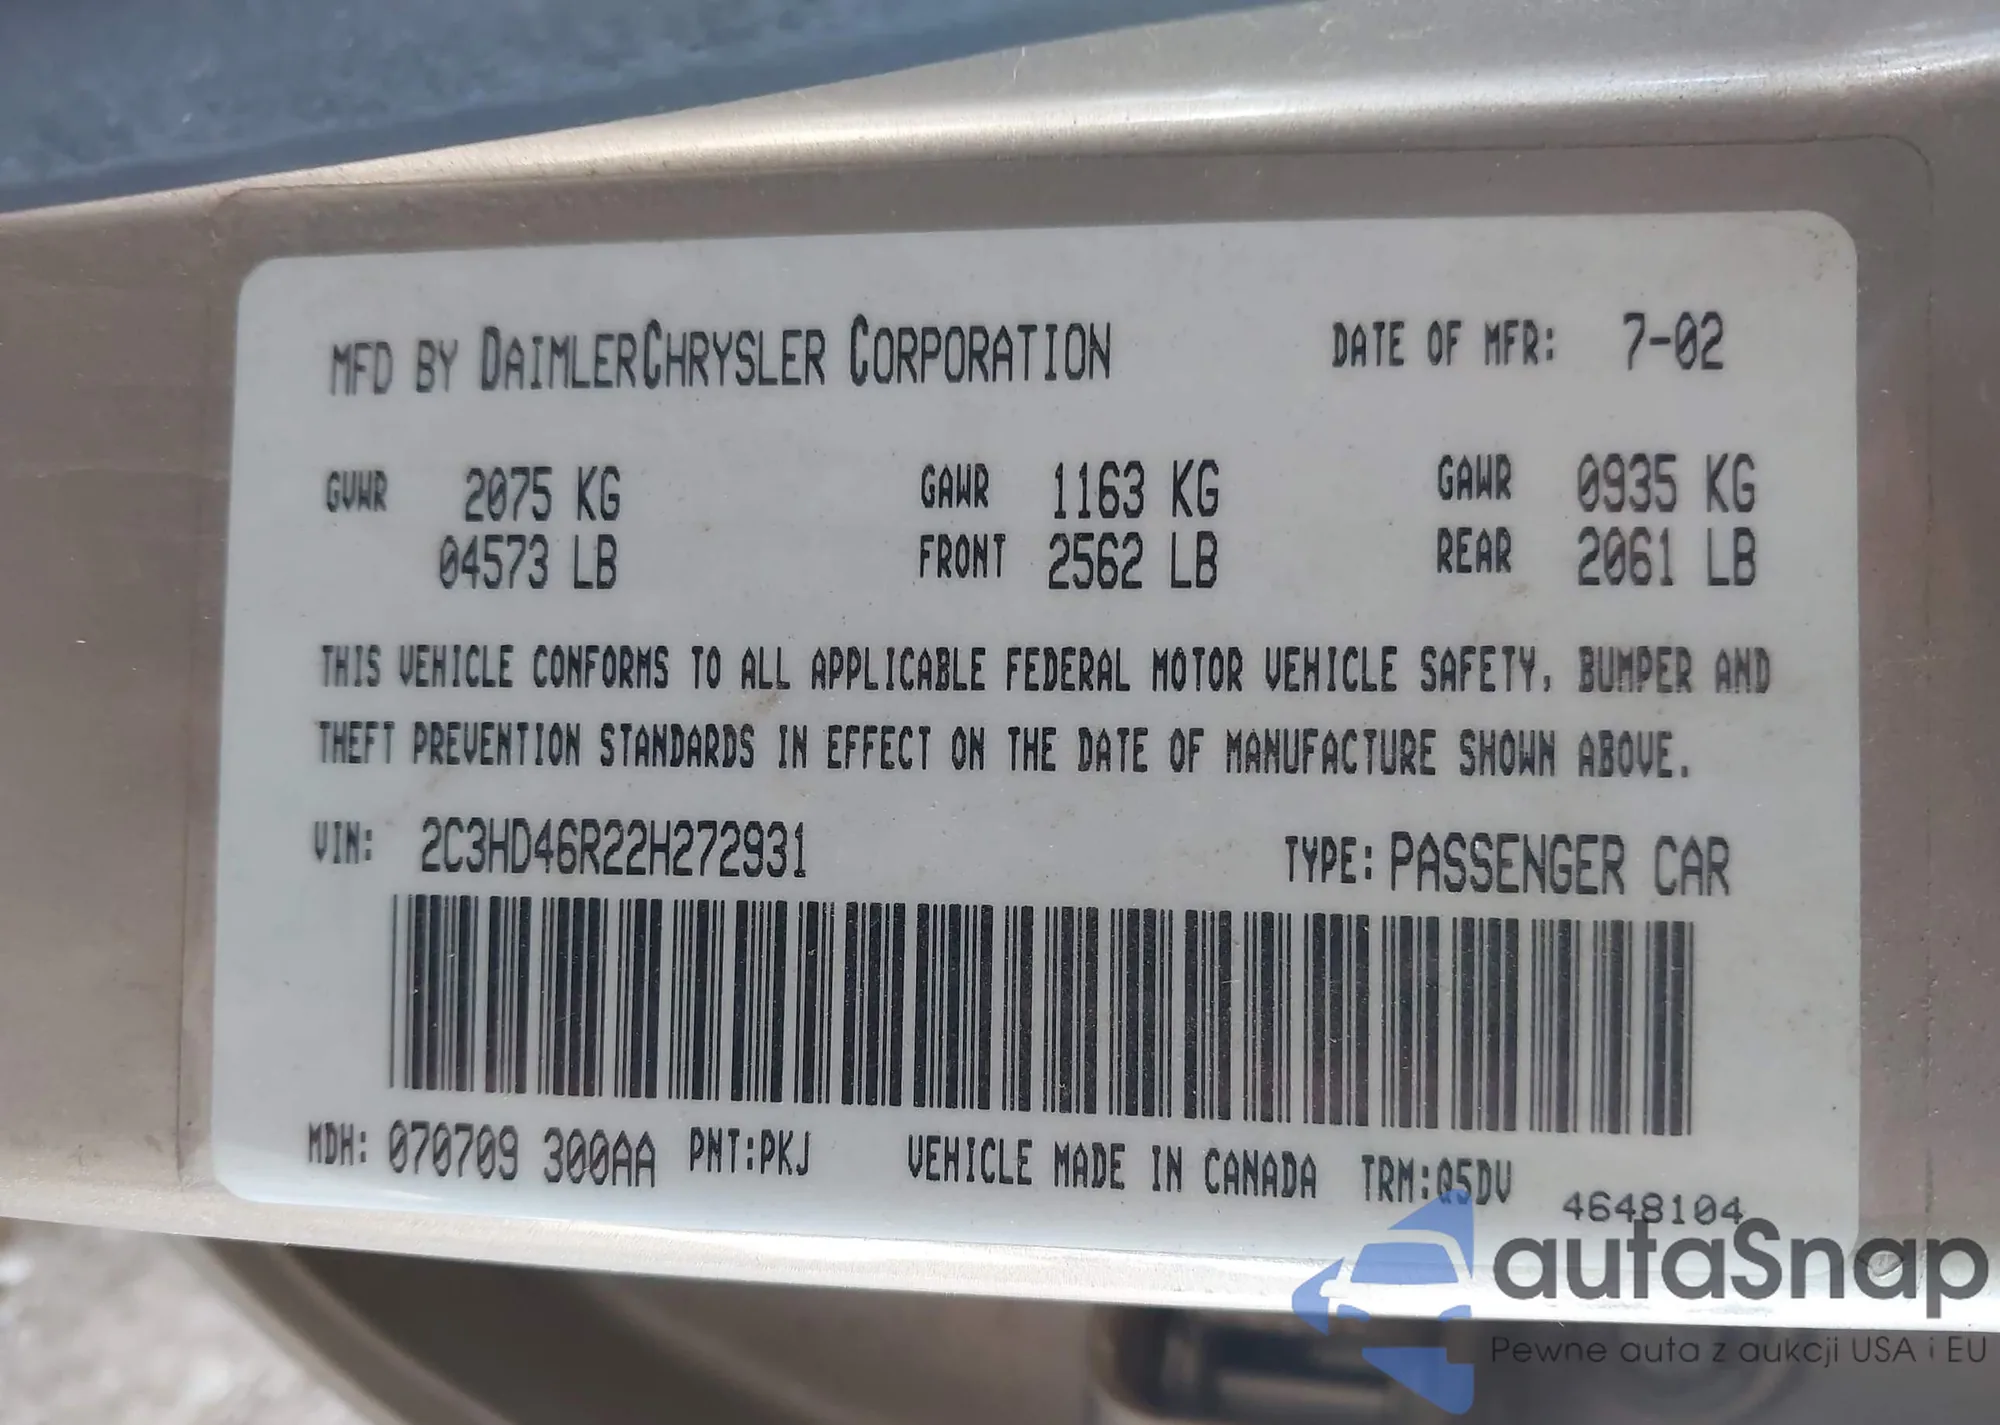 MFD BY DAIMLERCHRYSLER CORPORATION DATE OF MFR: 7-02
GVWR 2075 KG GAWR 1163 KG GAWR 0935 KG
04573 LB FRONT 2562 LB REAR 2061 LB
THIS VEHICLE CONFORMS TO ALL APPLICABLE FEDERAL MOTOR VEHICLE SAFETY, BUMPER AND
THEFT PREVENTION STANDARDS IN EFFECT ON THE DATE OF MANUFACTURE SHOWN ABOVE.
VIN: 2C3HD46R22H272931 TYPE: PASSENGER CAR
MDH: 070709 300AA PNT:PKJ VEHICLE MADE IN CANADA TRM:Q5DV 4648104
autaSnap
Pewne auta z aukcji USA i EU